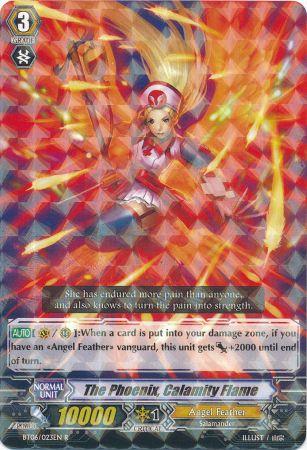 3
She has endured more pain than anyone,
and also knows to turn the pain into strength.
AUTO [ / ]:When a card is put into your damage zone, if you
have an «Angel Feather» vanguard, this unit gets +2000 until end
of turn.
NORMAL
UNIT
The Phoenix, Calamity Flame
10000
1
CRITICAL
Angel Feather
Salamander
BT06/023EN R
ILLUST /